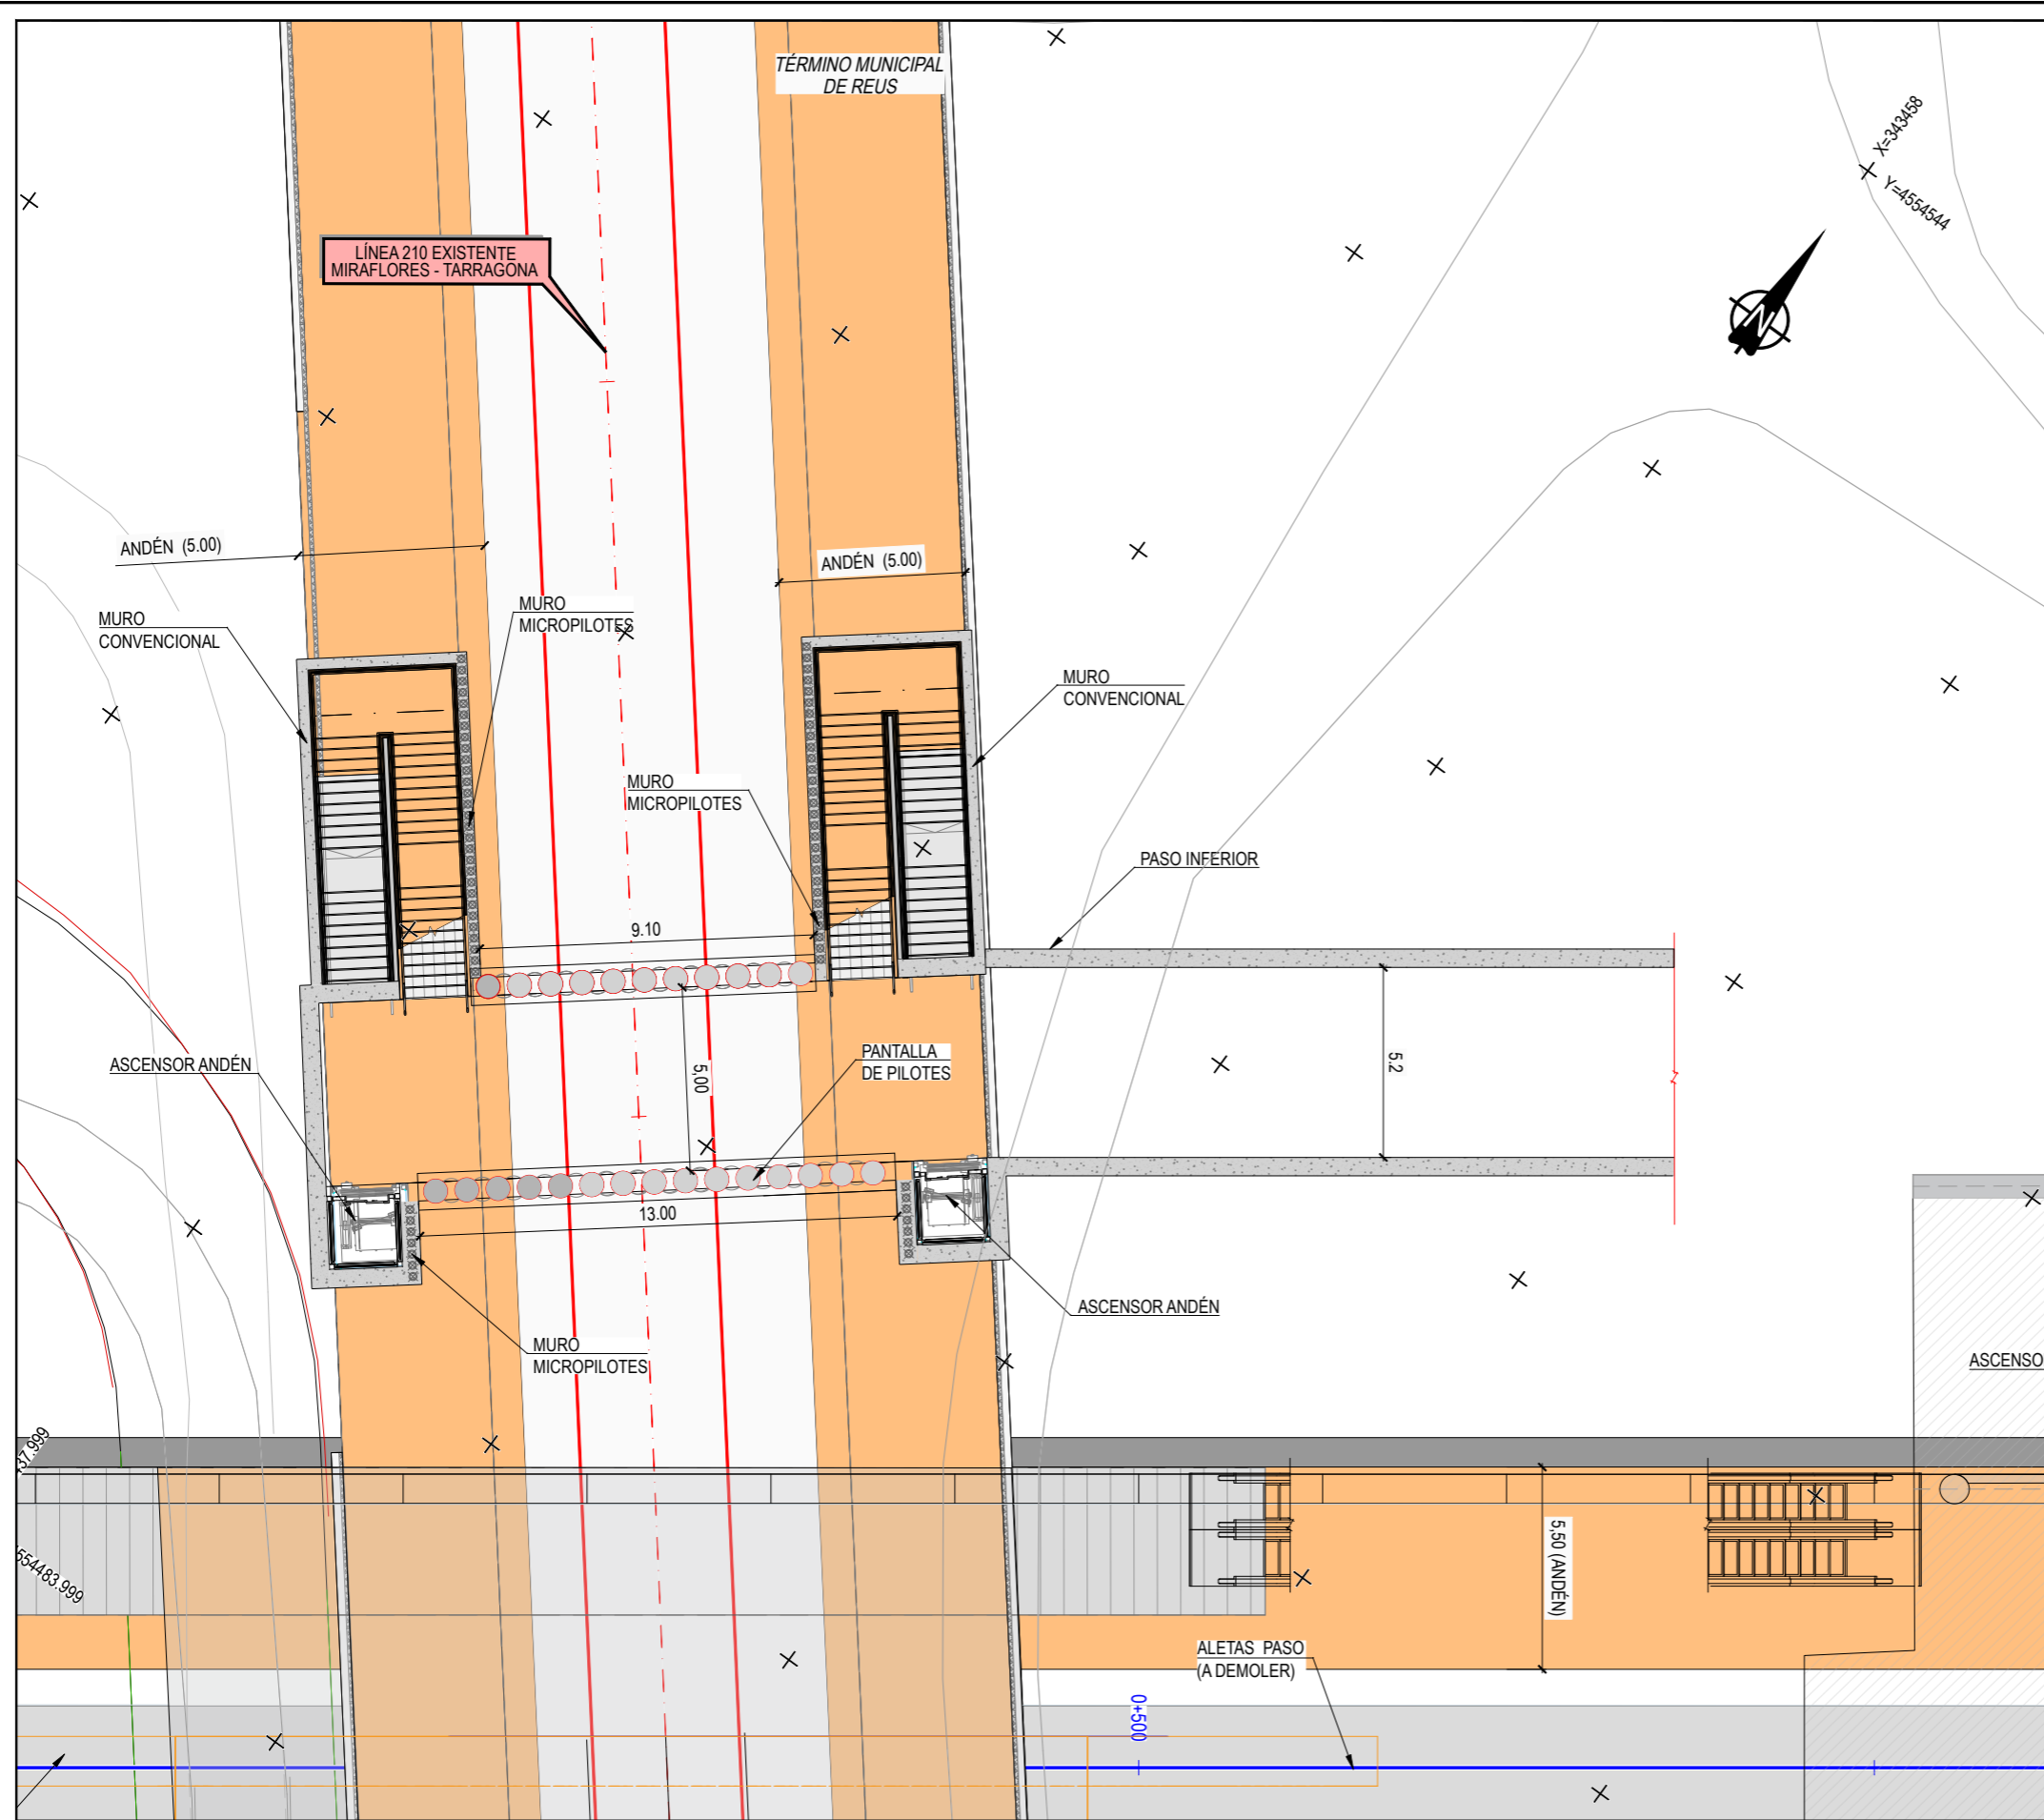 TÉRMINO MUNICIPAL
DE REUS
X=343458
Y=4554544
N
LÍNEA 210 EXISTENTE
MIRAFLORES - TARRAGONA
ANDÉN (5.00)
ANDÉN (5.00)
MURO
MICROPILOTES
MURO
CONVENCIONAL
MURO
CONVENCIONAL
MURO
MICROPILOTES
PASO INFERIOR
9.10
5,00
PANTALLA
DE PILOTES
5.2
ASCENSOR ANDÉN
13.00
ASCENSOR ANDÉN
MURO
MICROPILOTES
ASCENSO
37.999
554483.999
5,50 (ANDÉN)
ALETAS PASO
(A DEMOLER)
0+500